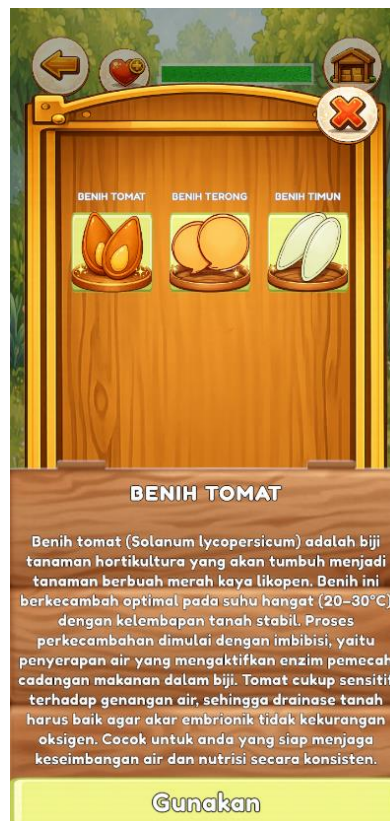 BENIH TOMAT
BENIH TERONG
BENIH TIMUN
BENIH TOMAT
Benih tomat (Solanum lycopersicum) adalah biji
tanaman hortikultura yang akan tumbuh menjadi
tanaman berbuah merah kaya likopen. Benih ini
berkecambah optimal pada suhu hangat (20–30°C)
dengan kelembapan tanah stabil. Proses
perkecambahan dimulai dengan imbibisi, yaitu
penyerapan air yang mengaktifkan enzim pemecah
cadangan makanan dalam biji. Tomat cukup sensitif
terhadap genangan air, sehingga drainase tanah
harus baik agar akar embrionik tidak kekurangan
oksigen. Cocok untuk anda yang siap menjaga
keseimbangan air dan nutrisi secara konsisten.
Gunakan